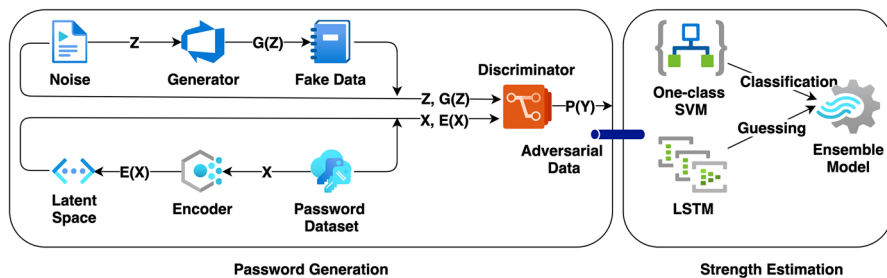 Z
G(Z)
Noise
Generator
Fake Data
Discriminator
Z, G(Z)
X, E(X)
P(Y)
Adversarial
Data
E(X)
X
Latent
Space
Encoder
Password
Dataset
Password Generation
One-class
SVM
Classification
Guessing
LSTM
Ensemble
Model
Strength Estimation